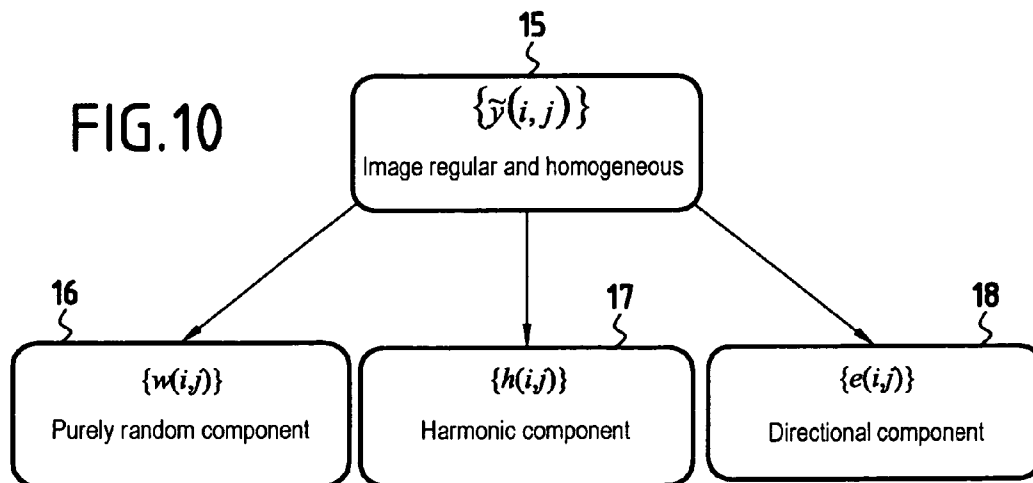 15
FIG.10
{ỹ(i, j)}
Image regular and homogeneous
16
17
18
{w(i,j)}
{h(i,j)}
{e(i,j)}
Purely random component
Harmonic component
Directional component